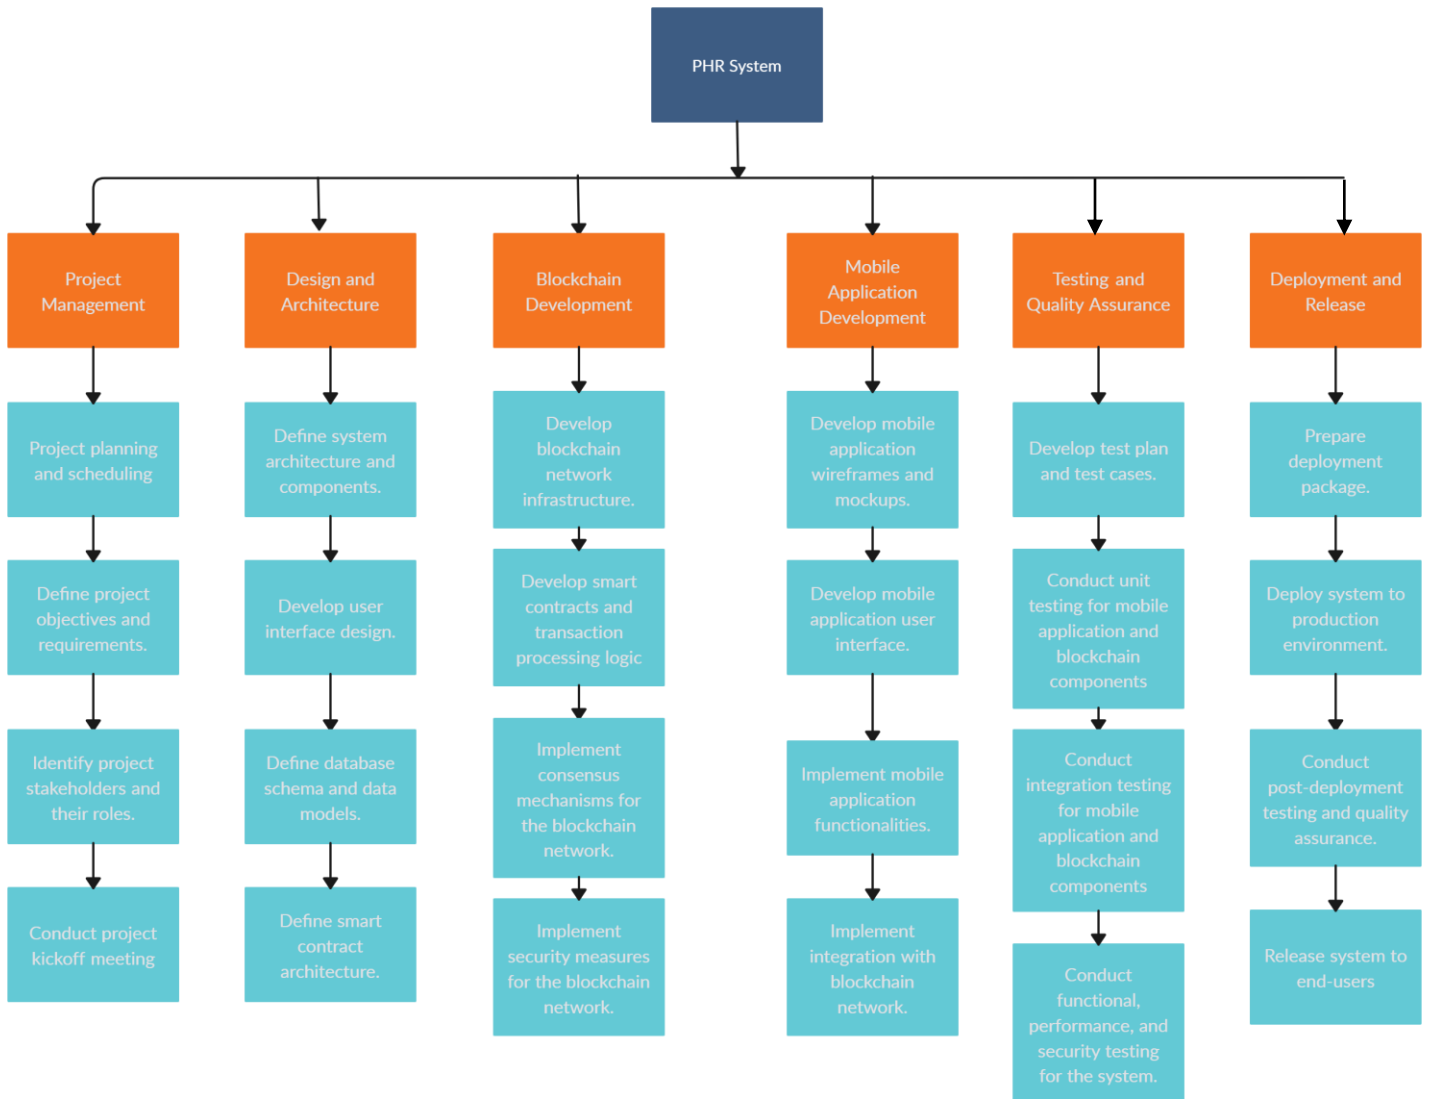 PHR System
Project
Management
Design and
Architecture
Blockchain
Development
Mobile
Application
Development
Testing and
Quality Assurance
Deployment and
Release
Project planning
and scheduling
Define project
objectives and
requirements.
Identify project
stakeholders and
their roles.
Conduct project
kickoff meeting
Define system
architecture and
components.
Develop user
interface design.
Define database
schema and data
models.
Define smart
contract
architecture.
Develop
blockchain
network
infrastructure.
Develop smart
contracts and
transaction
processing logic
Implement
consensus
mechanisms for
the blockchain
network.
Implement
security measures
for the blockchain
network.
Develop mobile
application
wireframes and
mockups.
Develop mobile
application user
interface.
Implement mobile
application
functionalities.
Implement
integration with
blockchain
network.
Develop test plan
and test cases.
Conduct unit
testing for mobile
application and
blockchain
components
Conduct
integration testing
for mobile
application and
blockchain
components
Conduct
functional,
performance, and
security testing
for the system.
Prepare
deployment
package.
Deploy system to
production
environment.
Conduct
post-deployment
testing and quality
assurance.
Release system to
end-users